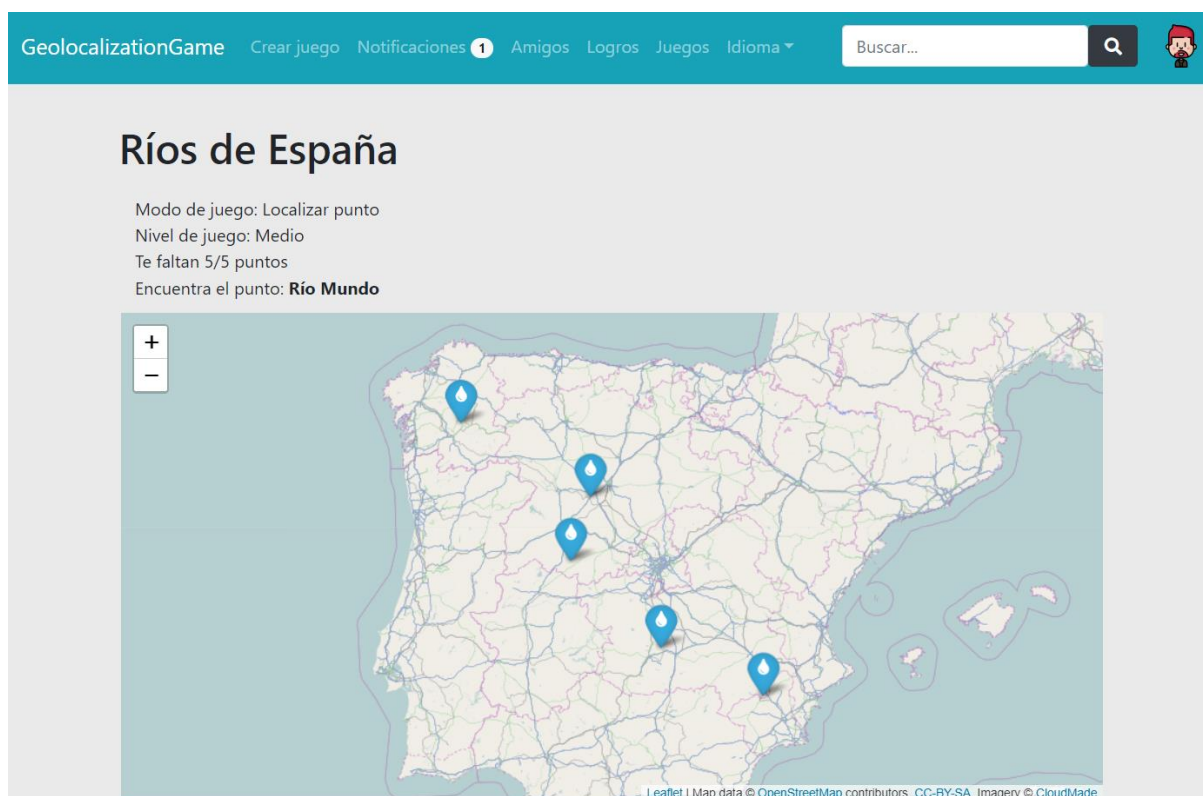 GeolocalizationGame Crear juego Notificaciones 1 Amigos Logros Juegos Idioma Buscar...
Ríos de España
Modo de juego: Localizar punto
Nivel de juego: Medio
Te faltan 5/5 puntos
Encuentra el punto: Río Mundo
+
−
Leaflet | Map data © OpenStreetMap contributors, CC-BY-SA, Imagery © CloudMade